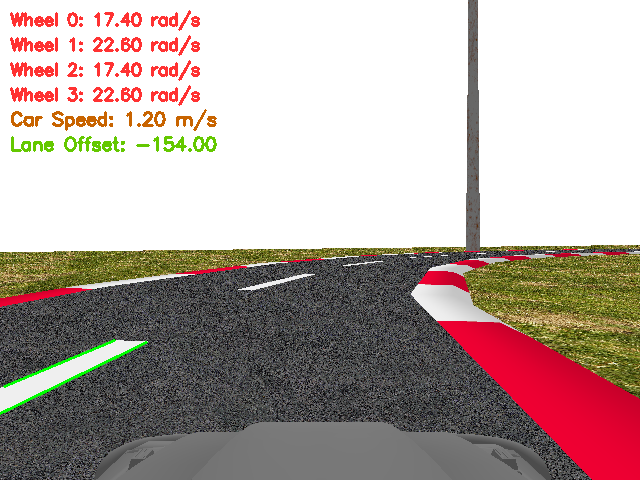 Wheel 0: 17.40 rad/s
Wheel 1: 22.60 rad/s
Wheel 2: 17.40 rad/s
Wheel 3: 22.60 rad/s
Car Speed: 1.20 m/s
Lane Offset: -154.00